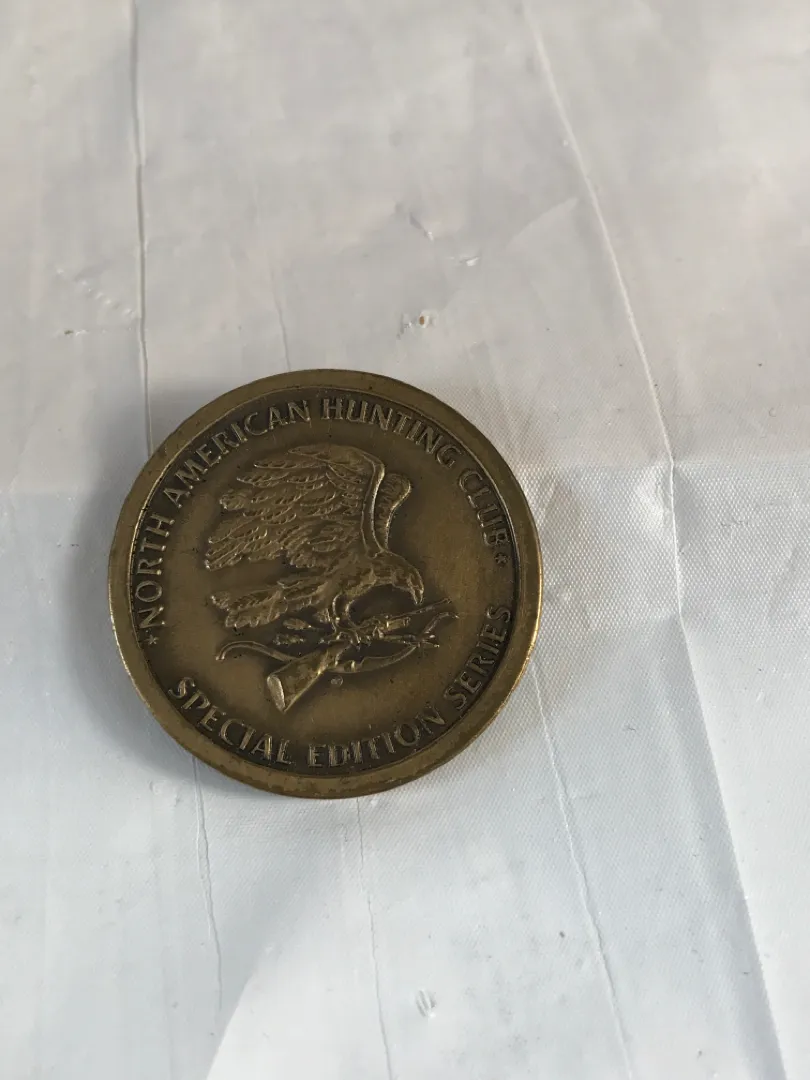 *NORTH AMERICAN HUNTING CLUB*
SPECIAL EDITION SERIES